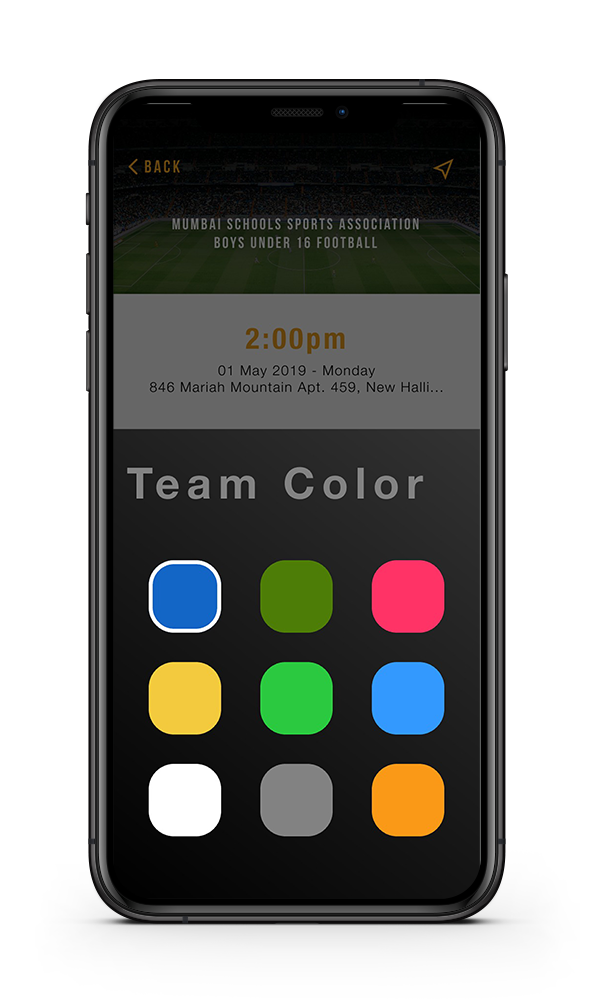 BACK
MUMBAI SCHOOLS SPORTS ASSOCIATION
BOYS UNDER 16 FOOTBALL
2:00pm
01 May 2019 - Monday
846 Mariah Mountain Apt. 459, New Halli...
Team Color